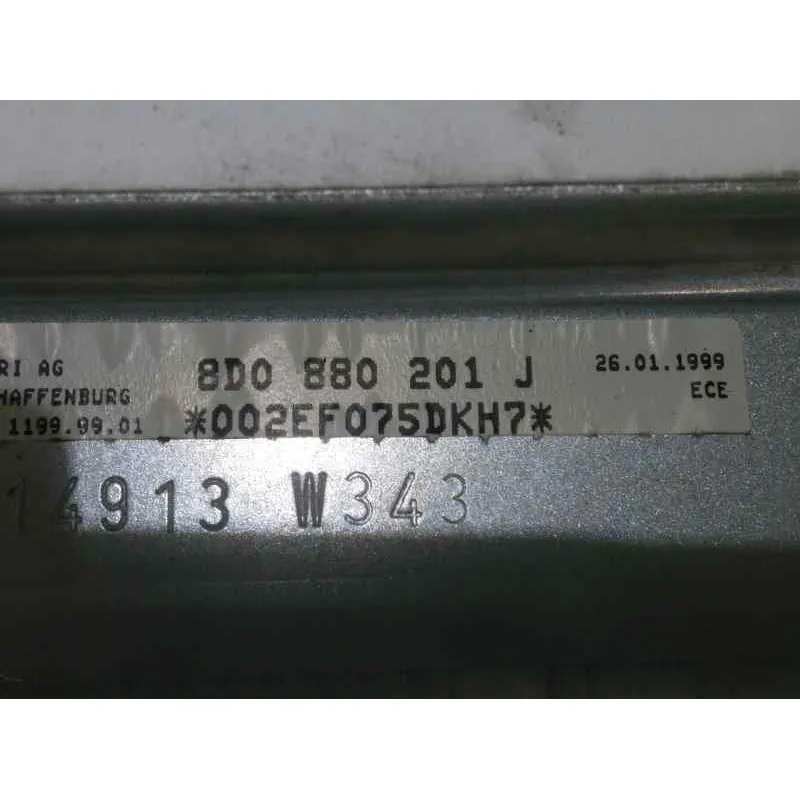 RI AG 8D0 880 201 J 26.01.1999
HAFFENBURG ECE
1199.99.01 *002EF075DKH7*
14913 W343